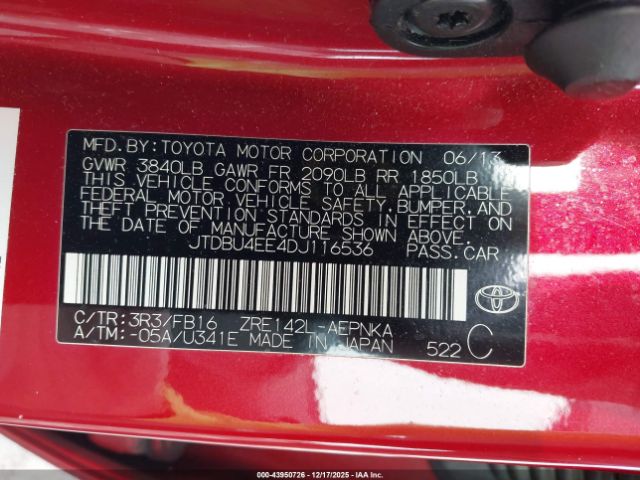 MFD.BY:TOYOTA MOTOR CORPORATION 06/13
GVWR 3840LB GAWR FR 2090LB RR 1850LB
THIS VEHICLE CONFORMS TO ALL APPLICABLE
FEDERAL MOTOR VEHICLE SAFETY,BUMPER,AND
THEFT PREVENTION STANDARDS IN EFFECT ON
THE DATE OF MANUFACTURE SHOWN ABOVE.
JTDBU4EE4DJ116536 PASS.CAR
C/TR:3R3/FB16 ZRE142L-AEPNKA
A/TM:-05A/U341E MADE IN JAPAN 522 C
000-43950726 - 12/17/2025 - IAAI.COM